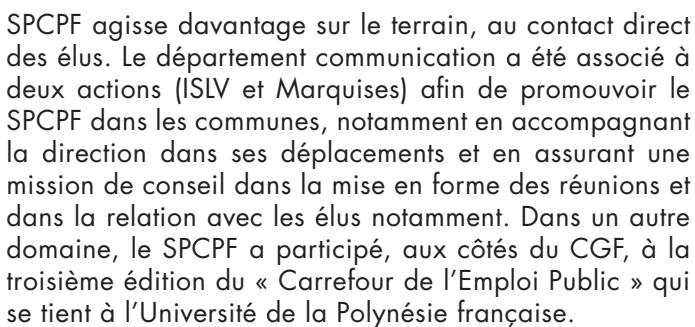 SPCPF agisse davantage sur le terrain, au contact direct
des élus. Le département communication a été associé à
deux actions (ISLV et Marquises) afin de promouvoir le
SPCPF dans les communes, notamment en accompagnant
la direction dans ses déplacements et en assurant une
mission de conseil dans la mise en forme des réunions et
dans la relation avec les élus notamment. Dans un autre
domaine, le SPCPF a participé, aux côtés du CGF, à la
troisième édition du « Carrefour de l’Emploi Public » qui
se tient à l’Université de la Polynésie française.